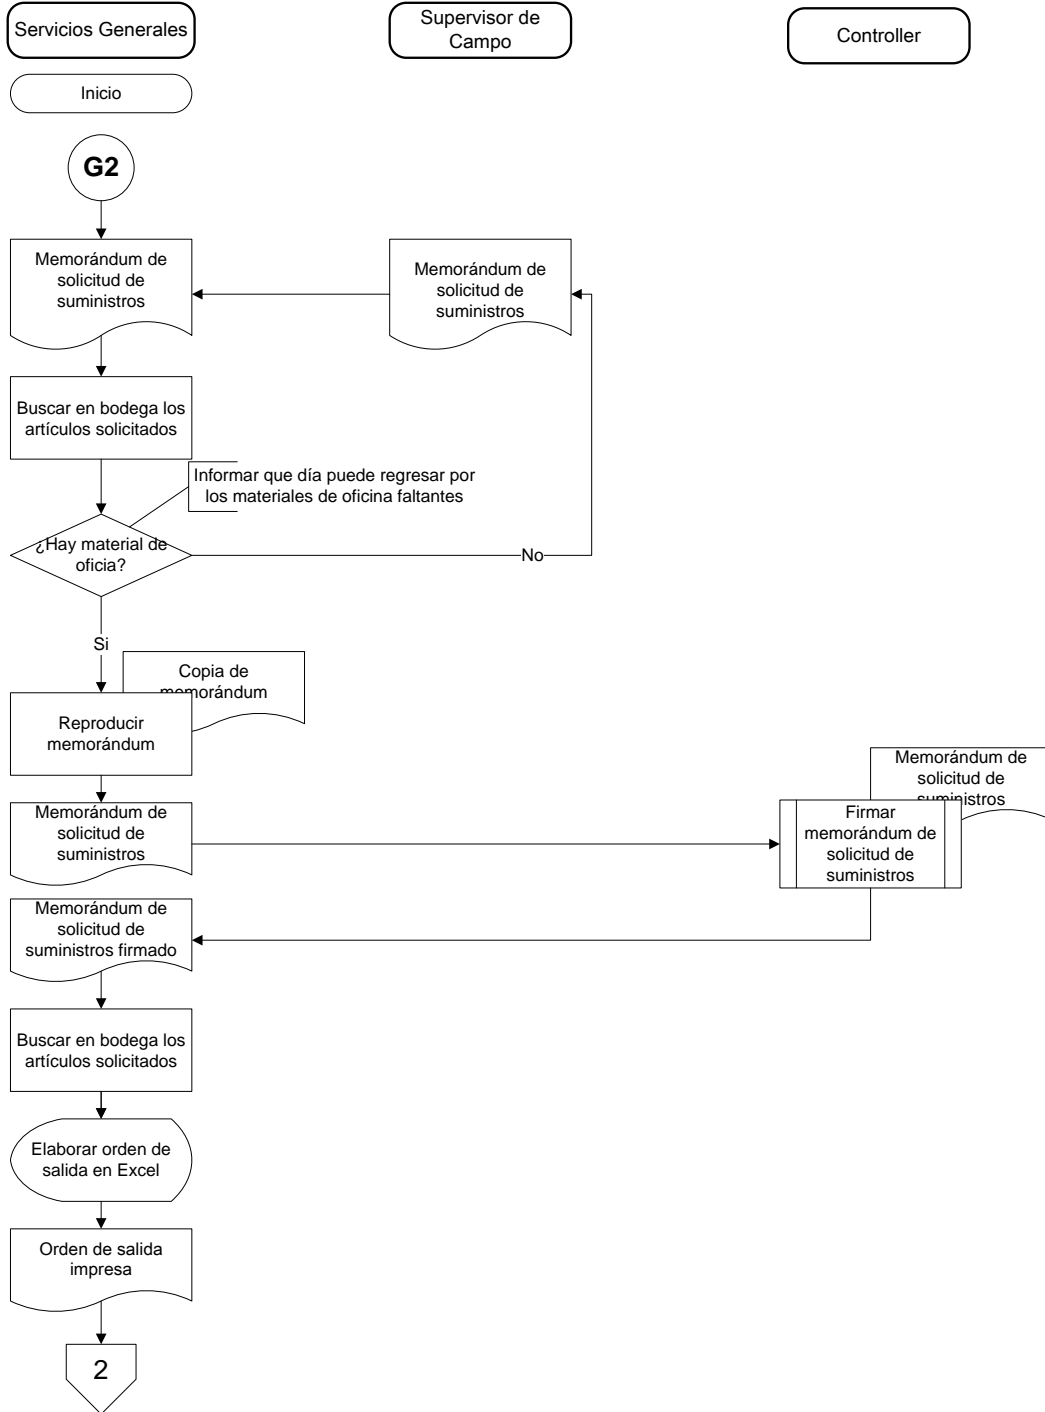 Servicios Generales
Supervisor de
Campo
Controller
Inicio
G2
Memorándum de
solicitud de
suministros
Memorándum de
solicitud de
suministros
Buscar en bodega los
artículos solicitados
Informar que día puede regresar por
los materiales de oficina faltantes
¿Hay material de
oficia?
No
Si
Copia de
memorándum
Reproducir
memorándum
Memorándum de
solicitud de
suministros
Memorándum de
solicitud de
suministros
Firmar
memorándum de
solicitud de
suministros
Memorándum de
solicitud de
suministros firmado
Buscar en bodega los
artículos solicitados
Elaborar orden de
salida en Excel
Orden de salida
impresa
2